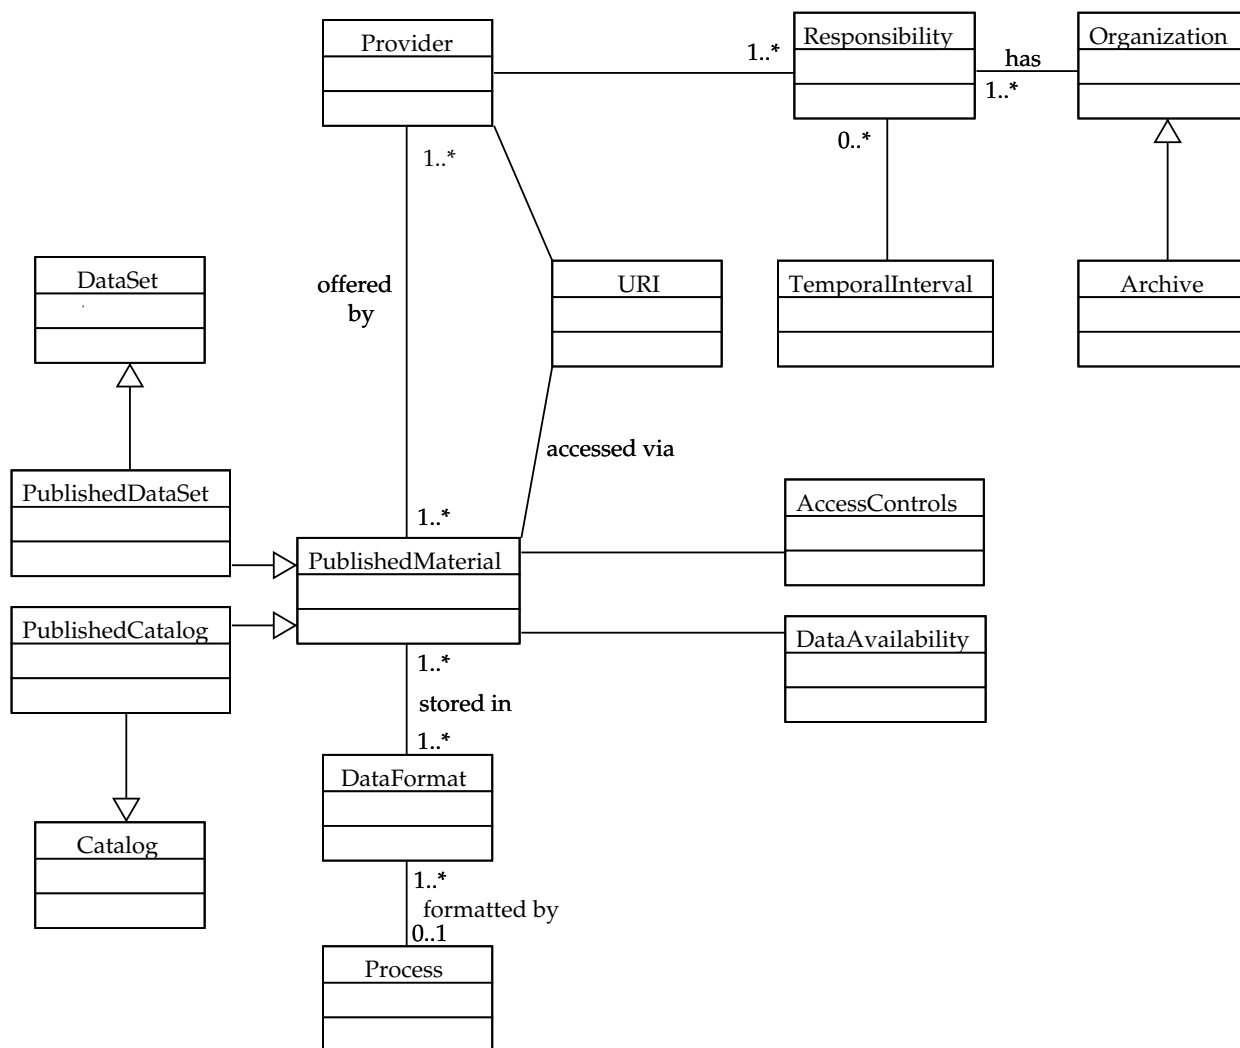 Provider
Responsibility
Organization
1..*
has
1..*
1..*
0..*
DataSet
offered
by
URI
TemporalInterval
Archive
accessed via
PublishedDataSet
1..*
AccessControls
PublishedMaterial
PublishedCatalog
DataAvailability
1..*
stored in
1..*
DataFormat
Catalog
1..*
formatted by
0..1
Process